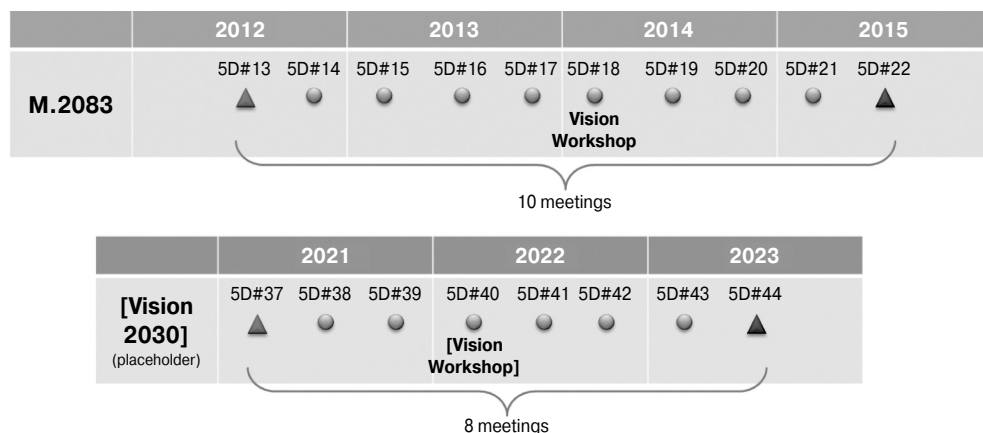 2012 2013 2014 2015
5D#13 5D#14 5D#15 5D#16 5D#17 5D#18 5D#19 5D#20 5D#21 5D#22
M.2083
Vision
Workshop
10 meetings
2021 2022 2023
5D#37 5D#38 5D#39 5D#40 5D#41 5D#42 5D#43 5D#44
[Vision
2030]
(placeholder)
[Vision
Workshop]
8 meetings